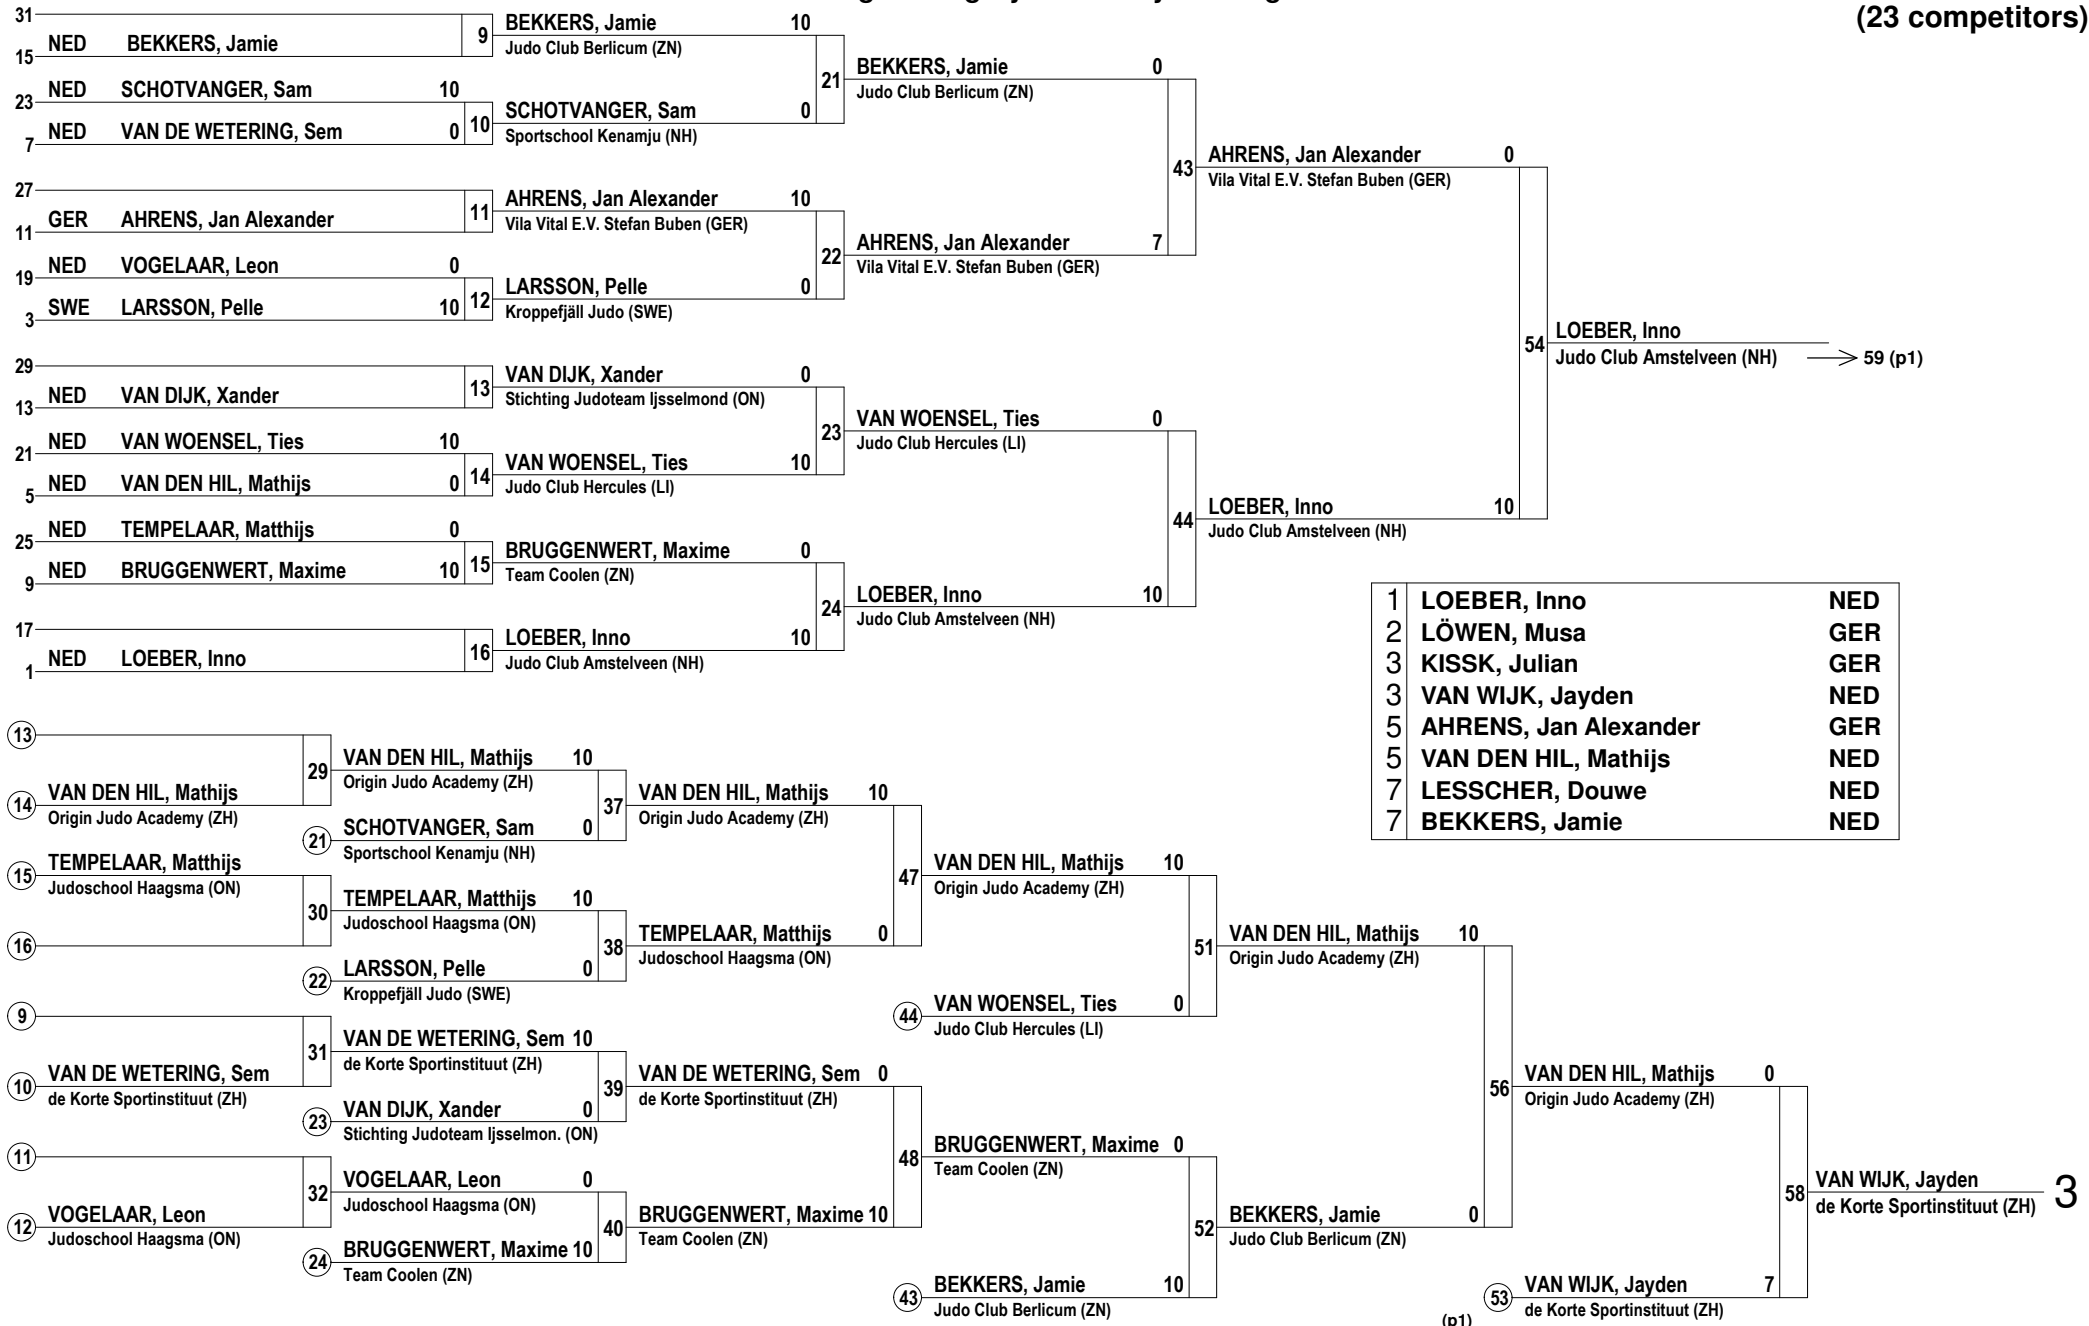 (23 competitors)
31
15 NED BEKKERS, Jamie
9
BEKKERS, Jamie 10
Judo Club Berlicum (ZN)
23 NED SCHOTVANGER, Sam 10
7 NED VAN DE WETERING, Sem 0
10
SCHOTVANGER, Sam 0
Sportschool Kenamju (NH)
21
BEKKERS, Jamie 0
Judo Club Berlicum (ZN)
27
11 GER AHRENS, Jan Alexander
11
AHRENS, Jan Alexander 10
Vila Vital E.V. Stefan Buben (GER)
19 NED VOGELAAR, Leon 0
3 SWE LARSSON, Pelle 10
12
LARSSON, Pelle 0
Kroppefjäll Judo (SWE)
22
AHRENS, Jan Alexander 7
Vila Vital E.V. Stefan Buben (GER)
43
AHRENS, Jan Alexander 0
Vila Vital E.V. Stefan Buben (GER)
29
13 NED VAN DIJK, Xander
13
VAN DIJK, Xander 0
Stichting Judoteam Ijsselmond (ON)
21 NED VAN WOENSEL, Ties 10
5 NED VAN DEN HIL, Mathijs 0
14
VAN WOENSEL, Ties 10
Judo Club Hercules (LI)
23
VAN WOENSEL, Ties 0
Judo Club Hercules (LI)
25 NED TEMPELAAR, Matthijs 0
9 NED BRUGGENWERT, Maxime 10
15
BRUGGENWERT, Maxime 0
Team Coolen (ZN)
17
1 NED LOEBER, Inno
16
LOEBER, Inno 10
Judo Club Amstelveen (NH)
24
LOEBER, Inno 10
Judo Club Amstelveen (NH)
44
LOEBER, Inno 10
Judo Club Amstelveen (NH)
54
LOEBER, Inno
Judo Club Amstelveen (NH) 59 (p1)
1 LOEBER, Inno NED
2 LÖWEN, Musa GER
3 KISSK, Julian GER
3 VAN WIJK, Jayden NED
5 AHRENS, Jan Alexander GER
5 VAN DEN HIL, Mathijs NED
7 LESSCHER, Douwe NED
7 BEKKERS, Jamie NED
13
14 VAN DEN HIL, Mathijs
Origin Judo Academy (ZH)
29
VAN DEN HIL, Mathijs 10
Origin Judo Academy (ZH)
21 SCHOTVANGER, Sam 0
Sportschool Kenamju (NH)
37
VAN DEN HIL, Mathijs 10
Origin Judo Academy (ZH)
15 TEMPELAAR, Matthijs
Judoschool Haagsma (ON)
16
30
TEMPELAAR, Matthijs 10
Judoschool Haagsma (ON)
22 LARSSON, Pelle 0
Kroppefjäll Judo (SWE)
38
TEMPELAAR, Matthijs 0
Judoschool Haagsma (ON)
47
VAN DEN HIL, Mathijs 10
Origin Judo Academy (ZH)
44 VAN WOENSEL, Ties 0
Judo Club Hercules (LI)
51
VAN DEN HIL, Mathijs 10
Origin Judo Academy (ZH)
9
10 VAN DE WETERING, Sem
de Korte Sportinstituut (ZH)
31
VAN DE WETERING, Sem 10
de Korte Sportinstituut (ZH)
23 VAN DIJK, Xander 0
Stichting Judoteam Ijsselmon. (ON)
39
VAN DE WETERING, Sem 0
de Korte Sportinstituut (ZH)
11
12 VOGELAAR, Leon
Judoschool Haagsma (ON)
32
VOGELAAR, Leon 0
Judoschool Haagsma (ON)
24 BRUGGENWERT, Maxime 10
Team Coolen (ZN)
40
BRUGGENWERT, Maxime 10
Team Coolen (ZN)
48
BRUGGENWERT, Maxime 0
Team Coolen (ZN)
43 BEKKERS, Jamie 10
Judo Club Berlicum (ZN)
52
BEKKERS, Jamie 0
Judo Club Berlicum (ZN)
56
VAN DEN HIL, Mathijs 0
Origin Judo Academy (ZH)
(p1)
53 VAN WIJK, Jayden 7
de Korte Sportinstituut (ZH)
58
VAN WIJK, Jayden
de Korte Sportinstituut (ZH)
3